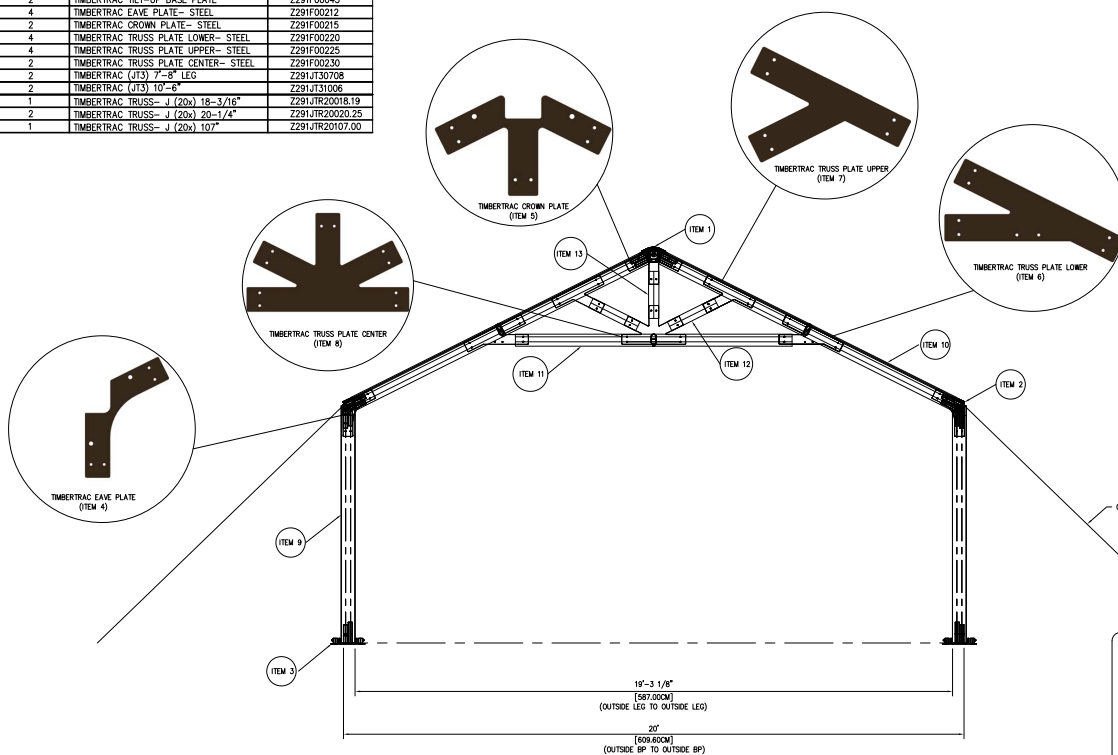 2 TIMBERTRAC TILT-UP BASE PLATE Z291F00045
4 TIMBERTRAC EAVE PLATE- STEEL Z291F00212
2 TIMBERTRAC CROWN PLATE- STEEL Z291F00215
4 TIMBERTRAC TRUSS PLATE LOWER- STEEL Z291F00220
4 TIMBERTRAC TRUSS PLATE UPPER- STEEL Z291F00225
2 TIMBERTRAC TRUSS PLATE CENTER- STEEL Z291F00230
2 TIMBERTRAC (JT3) 7'-8" LEG Z291JT30708
2 TIMBERTRAC (JT3) 10'-6" Z291JT31006
1 TIMBERTRAC TRUSS- J (20x) 18-3/16" Z291JTR20018.19
2 TIMBERTRAC TRUSS- J (20x) 20-1/4" Z291JTR20020.25
1 TIMBERTRAC TRUSS- J (20x) 107" Z291JTR20107.00
TIMBERTRAC CROWN PLATE
(ITEM 5)
TIMBERTRAC TRUSS PLATE UPPER
(ITEM 7)
TIMBERTRAC TRUSS PLATE LOWER
(ITEM 6)
TIMBERTRAC TRUSS PLATE CENTER
(ITEM 8)
TIMBERTRAC EAVE PLATE
(ITEM 4)
ITEM 1
ITEM 13
ITEM 10
ITEM 12
ITEM 11
ITEM 2
ITEM 9
ITEM 3
19'-3 1/8"
[587.00CM]
(OUTSIDE LEG TO OUTSIDE LEG)
20'
[609.60CM]
(OUTSIDE BP TO OUTSIDE BP)